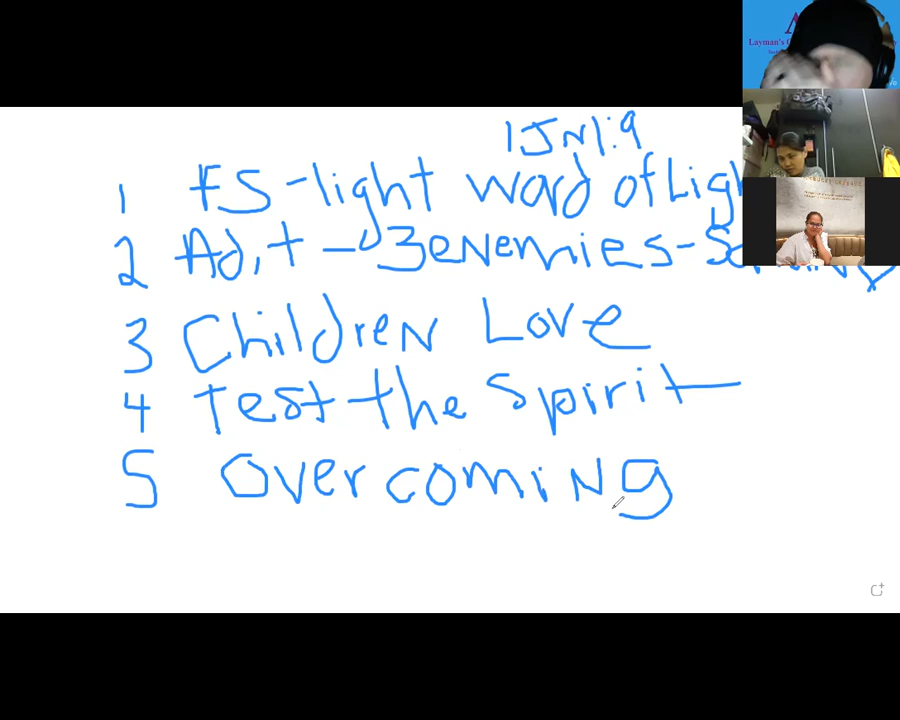 Layman's
1JN1:9
1 FS-light Word of Ligh
2 Ad,t → 3 enemies-
3 Children Love
4 Test the Spirit
5 Overcoming